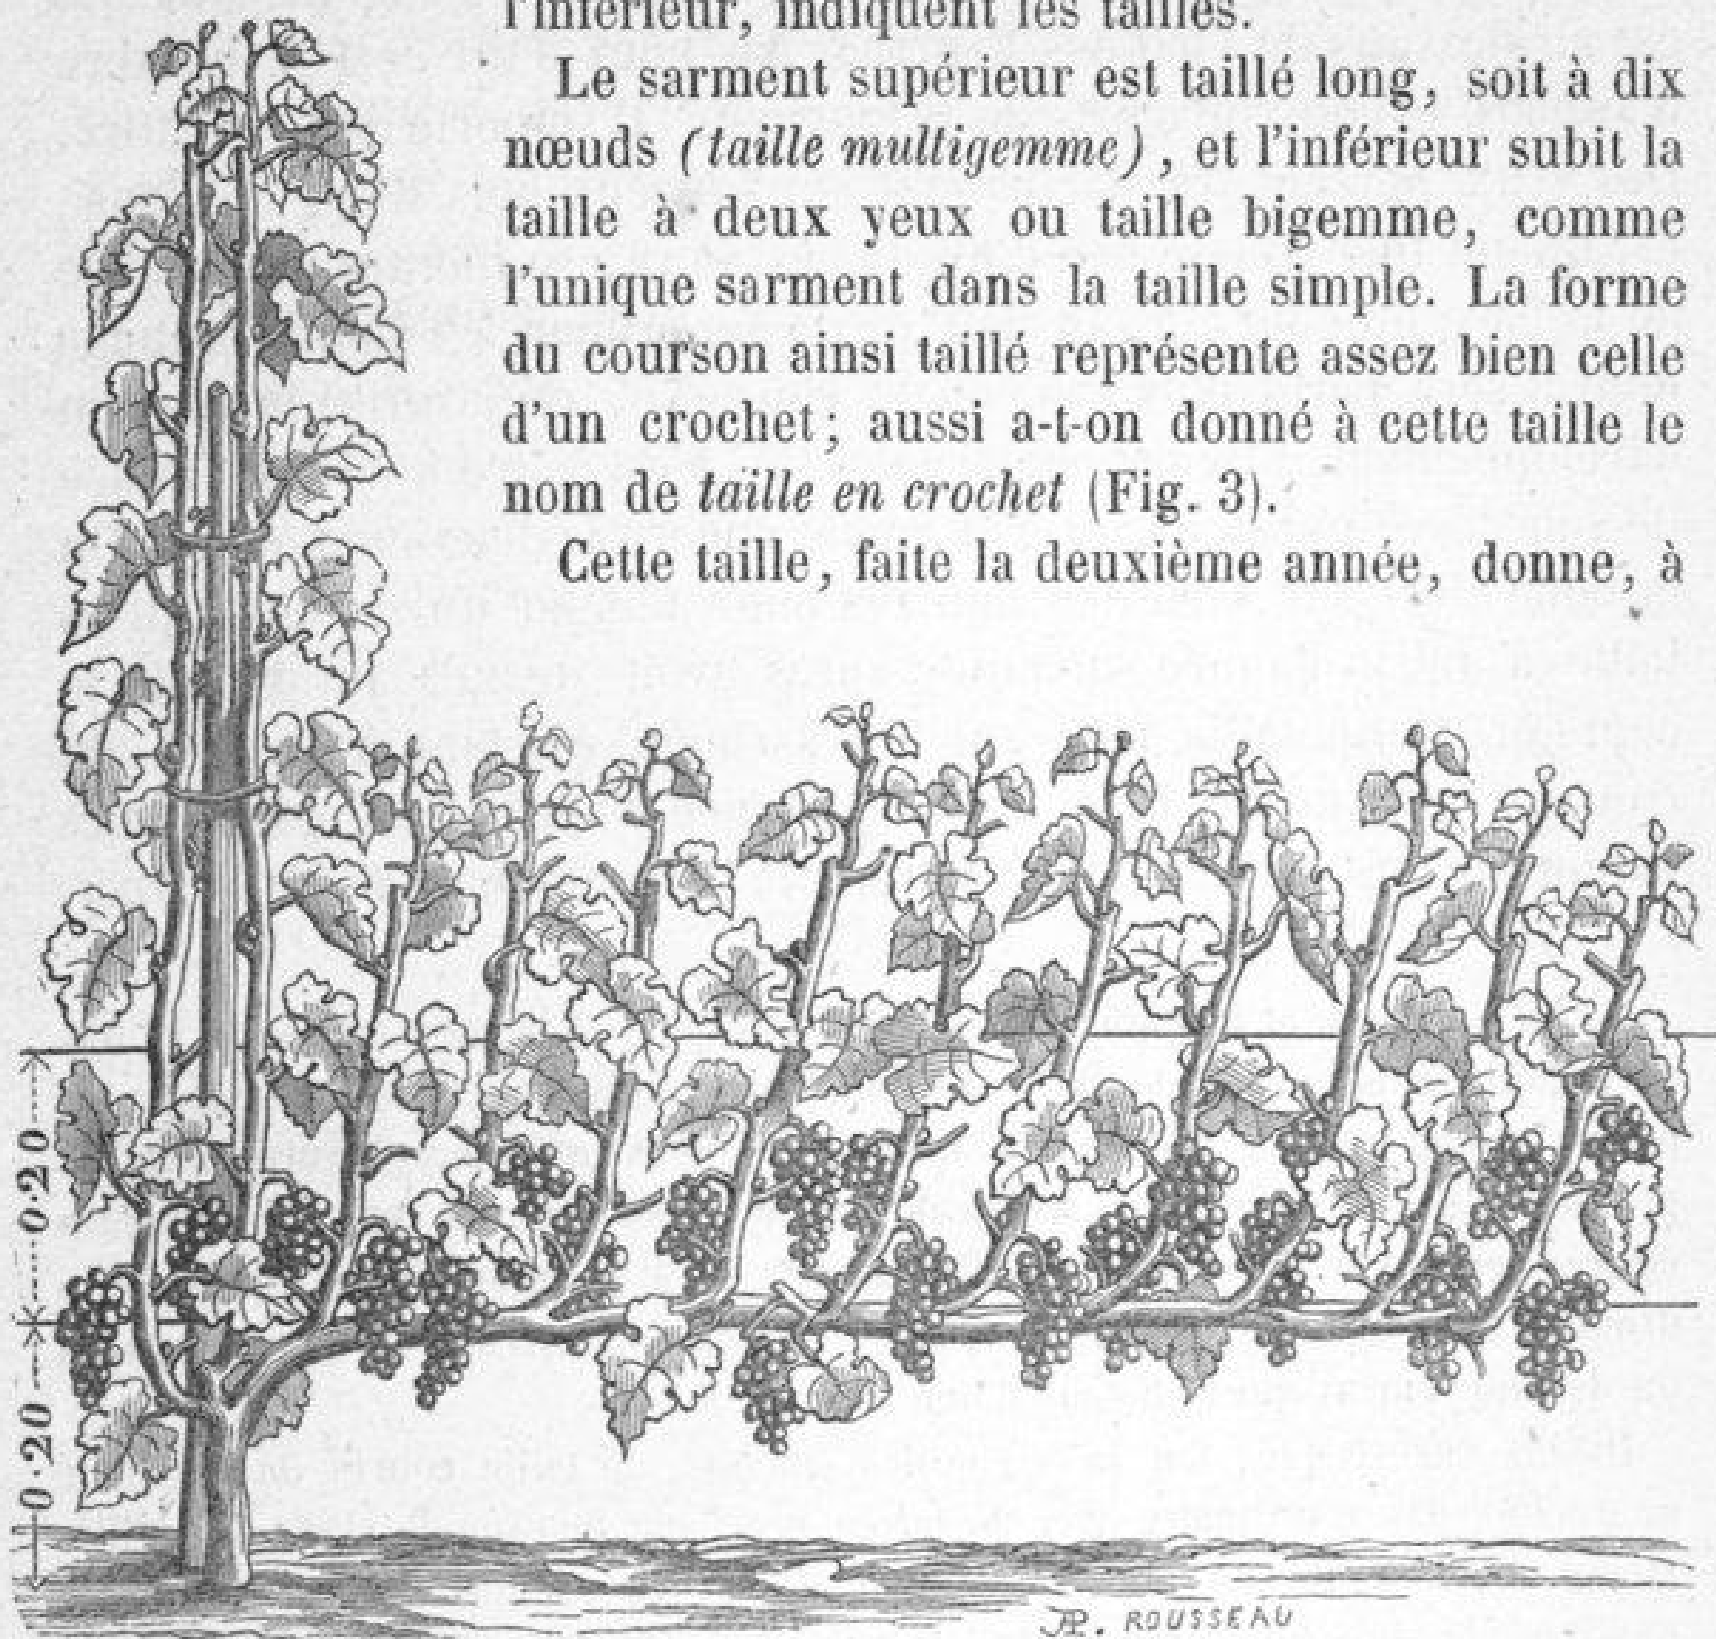 l'inférieur, indiquent les tailles.
Le sarment supérieur est taillé long, soit à dix
nœuds (taille multigemme), et l'inférieur subit la
taille à deux yeux ou taille bigemme, comme
l'unique sarment dans la taille simple. La forme
du courson ainsi taillé représente assez bien celle
d'un crochet; aussi a-t-on donné à cette taille le
nom de taille en crochet (Fig. 3).
Cette taille, faite la deuxième année, donne, à
0.20
0.20
AP. ROUSSEAU